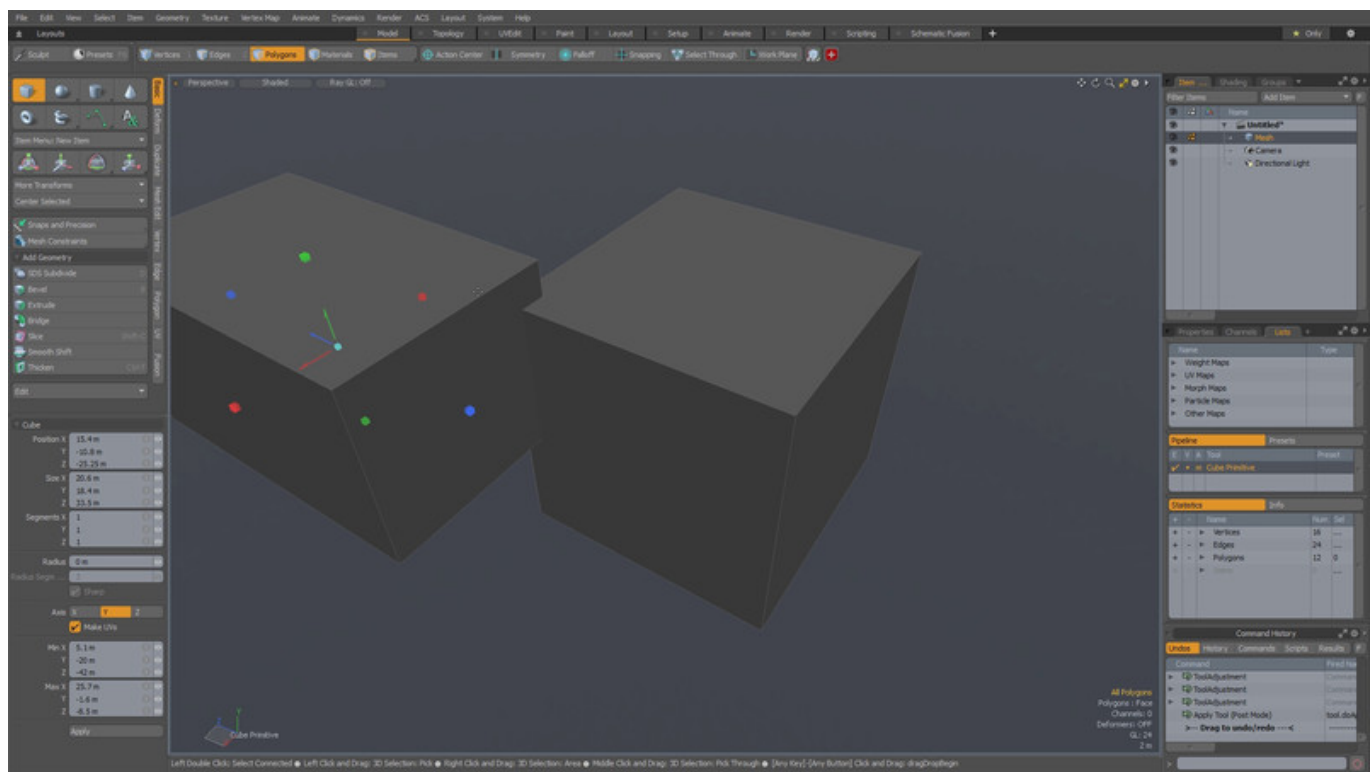 File Edit View Select Item Geometry Texture Vertex Map Animate Dynamics Render ACS Layout System Help
Layouts Model Topology UVEdit Paint Layout Setup Animate Render Scripting Schematic Fusion + Only
Sculpt Presets Vertices Edges Polygons Materials Items Action Center Symmetry Falloff Snapping Select Through Work Plane
Perspective Shaded Ray GL: Off
Basic
Deform
Duplicate
Mesh Edit
Vertex
Edge
Polygon
UV
Fusion
Item Menu: New Item
More Transforms
Center Selected
Snaps and Precision
Mesh Constraints
Add Geometry
SDS Subdivide D
Bevel
Extrude
Bridge
Slice Shift-C
Smooth Shift
Thicken
Edit
Cube
Position X 15.4 m
Y -10.8 m
Z -25.25 m
Size X 20.6 m
Y 18.4 m
Z 33.5 m
Segments X 1
Y 1
Z 1
Radius 0 m
Radius Segm ... 3
Sharp
Axis X Y Z
Make UVs
Min X 5.1 m
Y -20 m
Z -42 m
Max X 25.7 m
Y -1.6 m
Z -8.5 m
Apply
Cube Primitive
All Polygons
Polygons : Face
Channels: 0
Deformers: OFF
GL: 24
2 m
Left Double Click: Select Connected ● Left Click and Drag: 3D Selection: Pick ● Right Click and Drag: 3D Selection: Area ● Middle Click and Drag: 3D Selection: Pick Through ● [Any Key]-[Any Button] Click and Drag: dragDropBegin
Item ... Shading Groups
Filter Items Add Item F
Name
Untitled*
Mesh
Camera
Directional Light
Properties Channels Lists +
Name Type
Weight Maps
UV Maps
Morph Maps
Particle Maps
Other Maps
Pipeline Presets
E V A Tool Preset
Cube Primitive
Statistics Info
Name Num Sel
Vertices 16 ...
Edges 24 ...
Polygons 12 0
Command History
Undos History Commands Scripts Results F
Command Fired
ToolAdjustment
ToolAdjustment
ToolAdjustment
Apply Tool (Post Mode) tool.doA
>-- Drag to undo/redo ---<